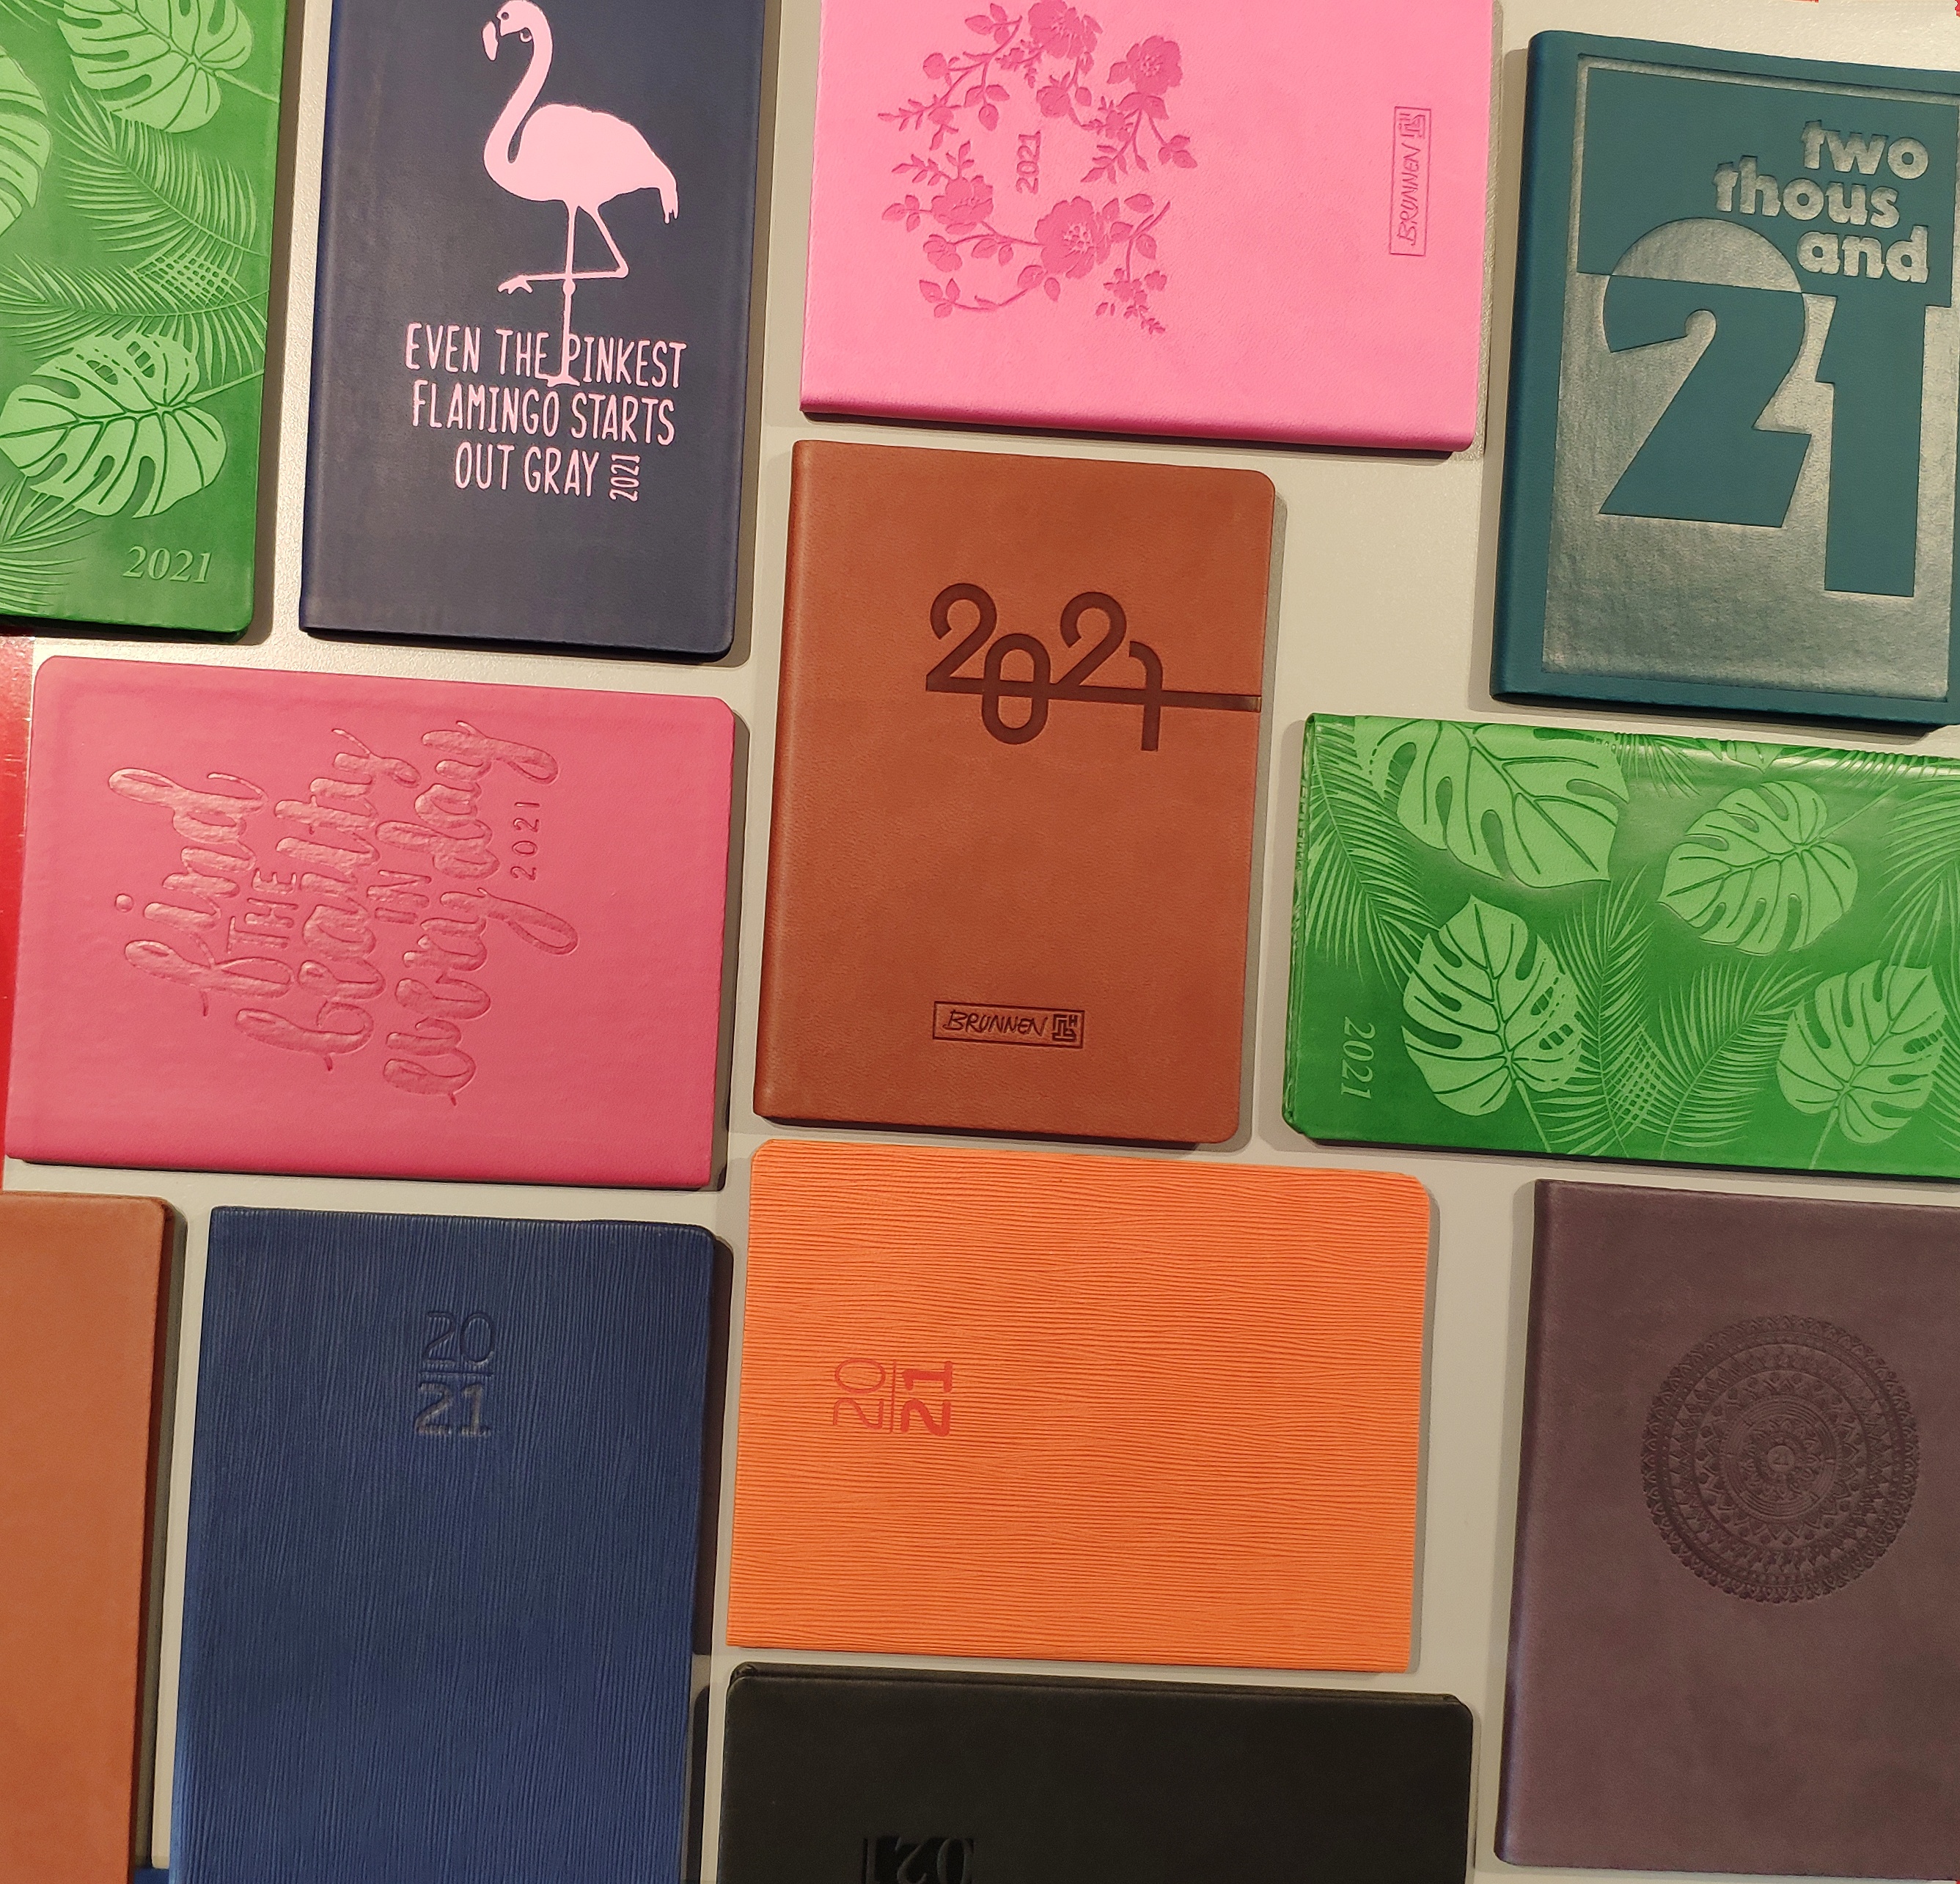 2021
EVEN THE PINKEST
FLAMINGO STARTS
OUT GRAY 2021
2021
BRUNNEN
two
thous
and
21
2021
BRUNNEN
find
THE
beauty
IN
every day
2021
2021
20
21
20
21
21